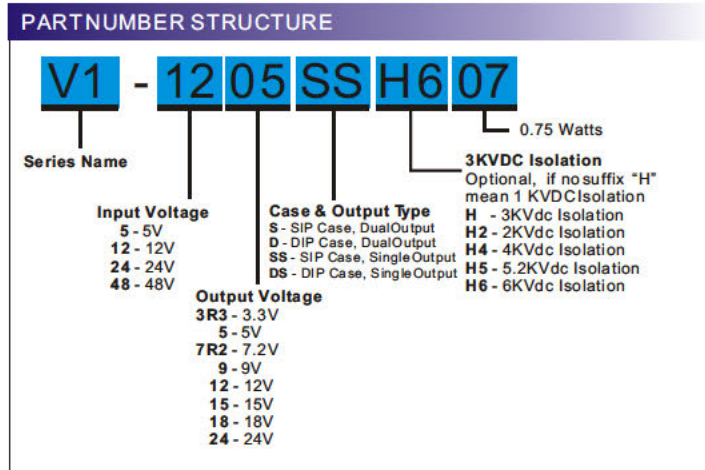 PARTNUMBER STRUCTURE
V1 - 12 05 SS H6 07
0.75 Watts
Series Name
3KVDC Isolation
Optional, if no suffix "H"
mean 1 KVDC Isolation
H - 3KVdc Isolation
H2 - 2KVdc Isolation
H4 - 4KVdc Isolation
H5 - 5.2KVdc Isolation
H6 - 6KVdc Isolation
Input Voltage
5 - 5V
12 - 12V
24 - 24V
48 - 48V
Case & Output Type
S - SIP Case, DualOutput
D - DIP Case, DualOutput
SS - SIP Case, SingleOutput
DS - DIP Case, SingleOutput
Output Voltage
3R3 - 3.3V
5 - 5V
7R2 - 7.2V
9 - 9V
12 - 12V
15 - 15V
18 - 18V
24 - 24V